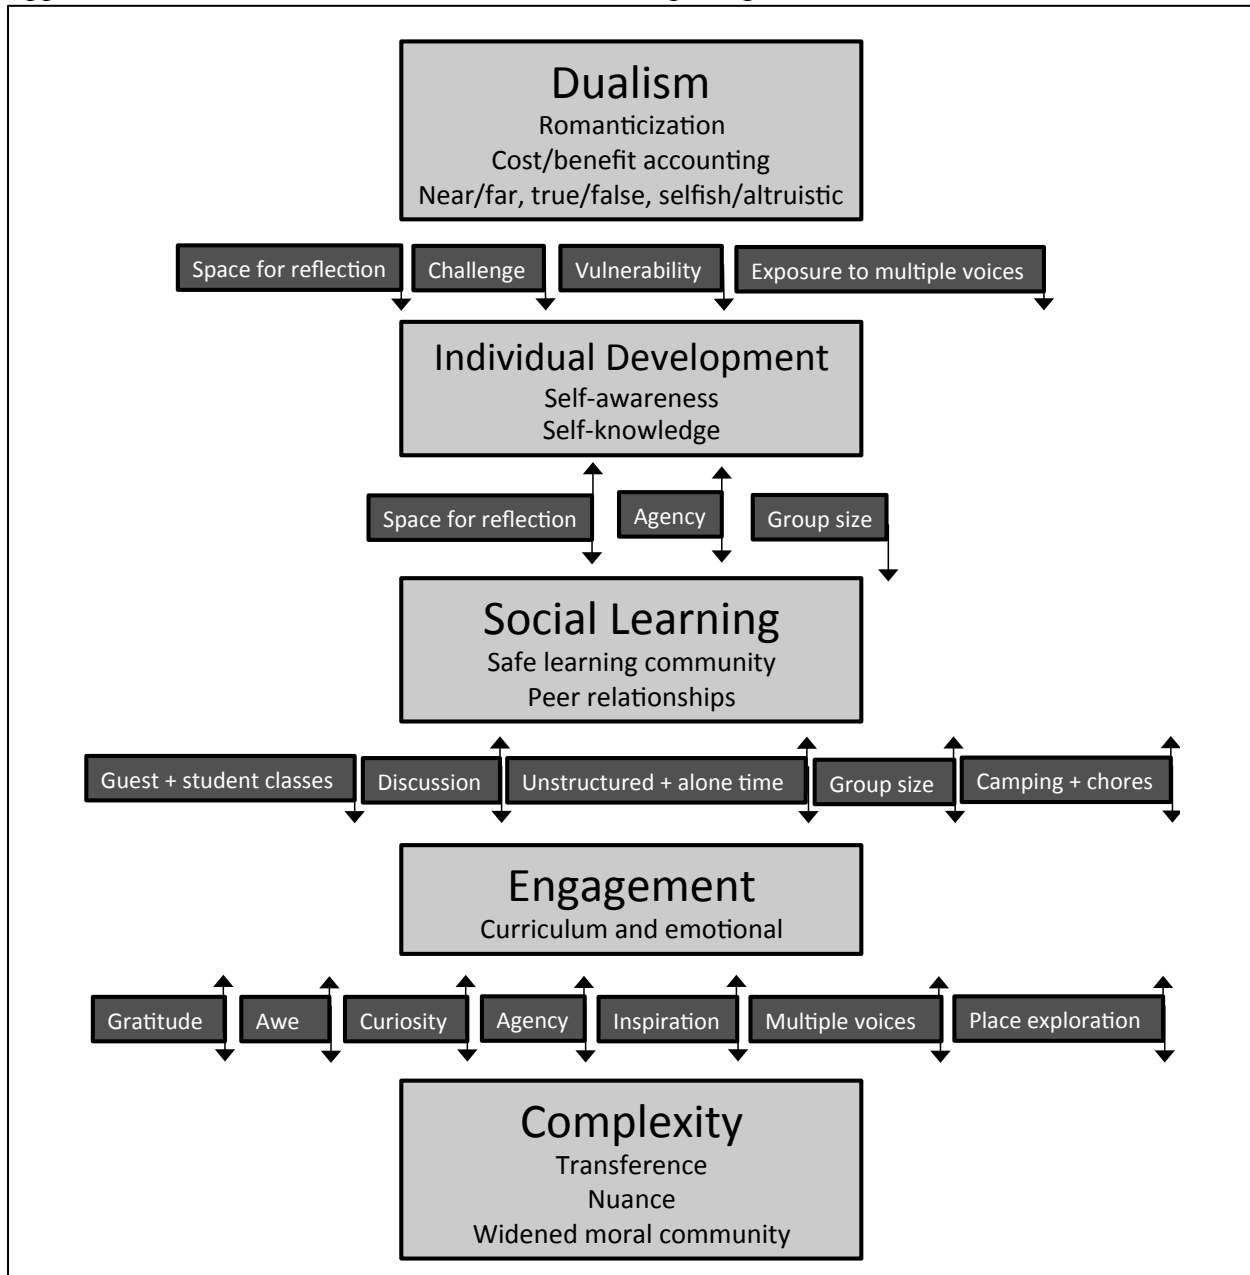 Dualism
Romanticization
Cost/benefit accounting
Near/far, true/false, selfish/altruistic
Space for reflection
Challenge
Vulnerability
Exposure to multiple voices
Individual Development
Self-awareness
Self-knowledge
Space for reflection
Agency
Group size
Social Learning
Safe learning community
Peer relationships
Guest + student classes
Discussion
Unstructured + alone time
Group size
Camping + chores
Engagement
Curriculum and emotional
Gratitude
Awe
Curiosity
Agency
Inspiration
Multiple voices
Place exploration
Complexity
Transference
Nuance
Widened moral community